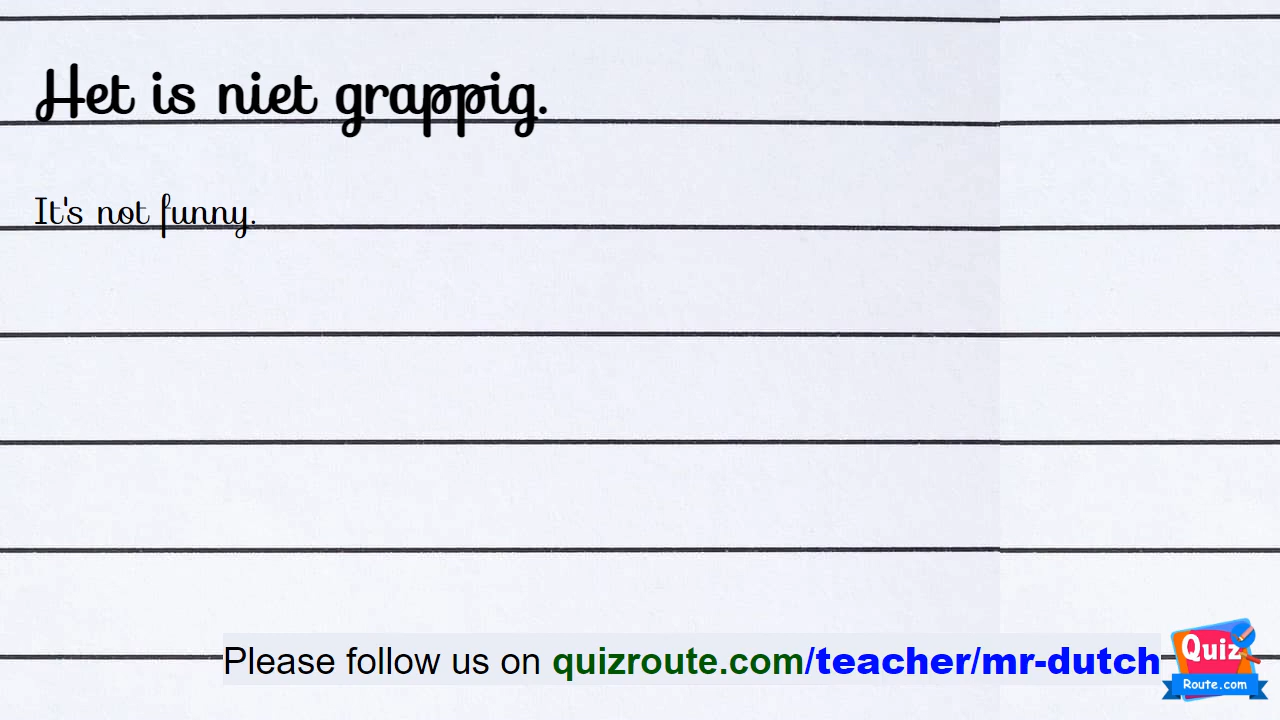 Het is niet grappig.
It's not funny.
Please follow us on quizroute.com/teacher/mr-dutch
Quiz
Route.com